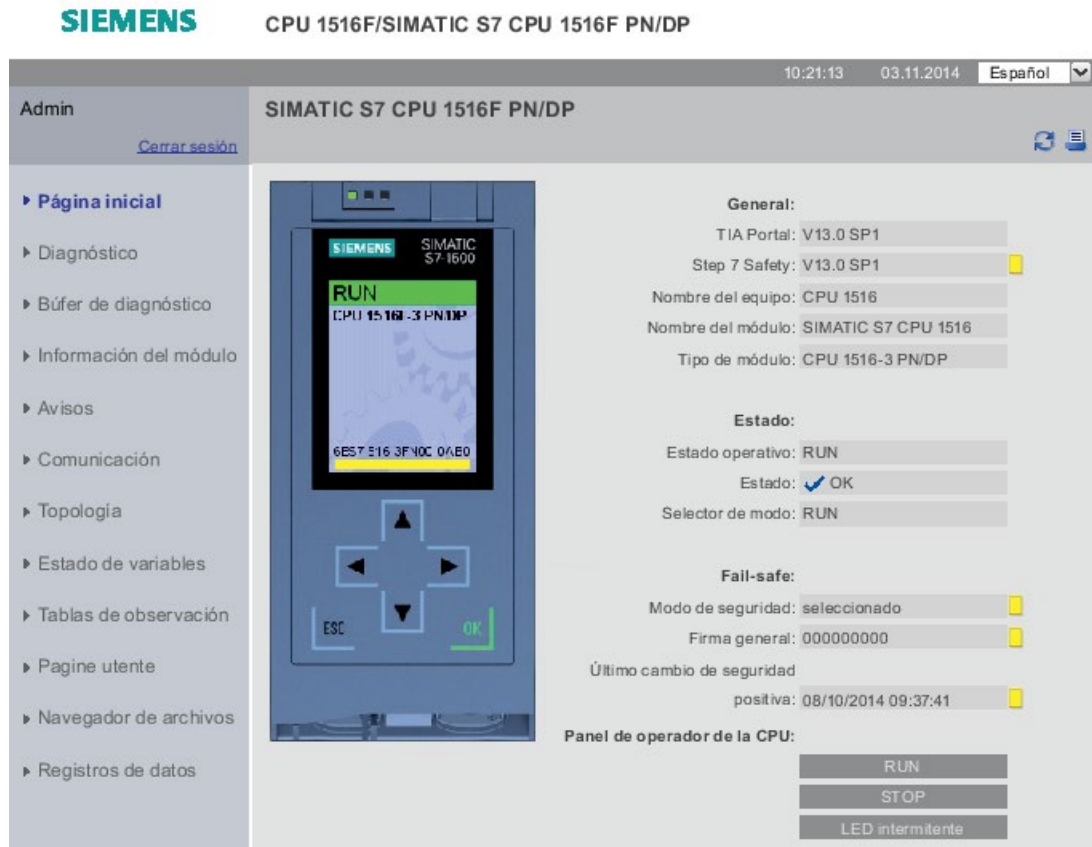 SIEMENS CPU 1516F/SIMATIC S7 CPU 1516F PN/DP
10:21:13 03.11.2014 Español
Admin
Cerrar sesión
SIMATIC S7 CPU 1516F PN/DP
Página inicial
Diagnóstico
Búfer de diagnóstico
Información del módulo
Avisos
Comunicación
Topología
Estado de variables
Tablas de observación
Pagine utente
Navegador de archivos
Registros de datos
SIEMENS SIMATIC
S7-1500
RUN
CPU 1516F-3 PN/DP
ESC OK
General:
TIA Portal: V13.0 SP1
Step 7 Safety: V13.0 SP1
Nombre del equipo: CPU 1516
Nombre del módulo: SIMATIC S7 CPU 1516
Tipo de módulo: CPU 1516-3 PN/DP
Estado:
Estado operativo: RUN
Estado: OK
Selector de modo: RUN
Fail-safe:
Modo de seguridad: seleccionado
Firma general: 000000000
Último cambio de seguridad
positiva: 08/10/2014 09:37:41
Panel de operador de la CPU:
RUN
STOP
LED intermitente